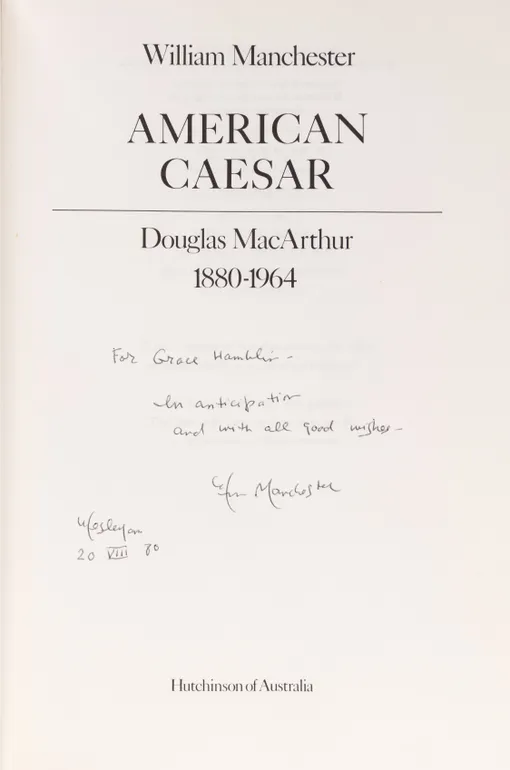 William Manchester
AMERICAN
CAESAR
Douglas MacArthur
1880-1964
For Grace Hamblin -
In anticipation
and with all good wishes -
Wm Manchester
Wesleyan
20 VIII 80
Hutchinson of Australia